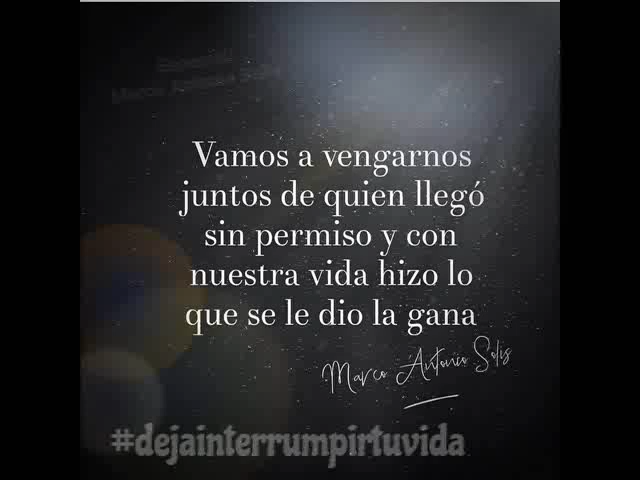 Vamos a vengarnos
juntos de quien llegó
sin permiso y con
nuestra vida hizo lo
que se le dio la gana
Marco Antonio Solis
#dejainterrumpirtuvida